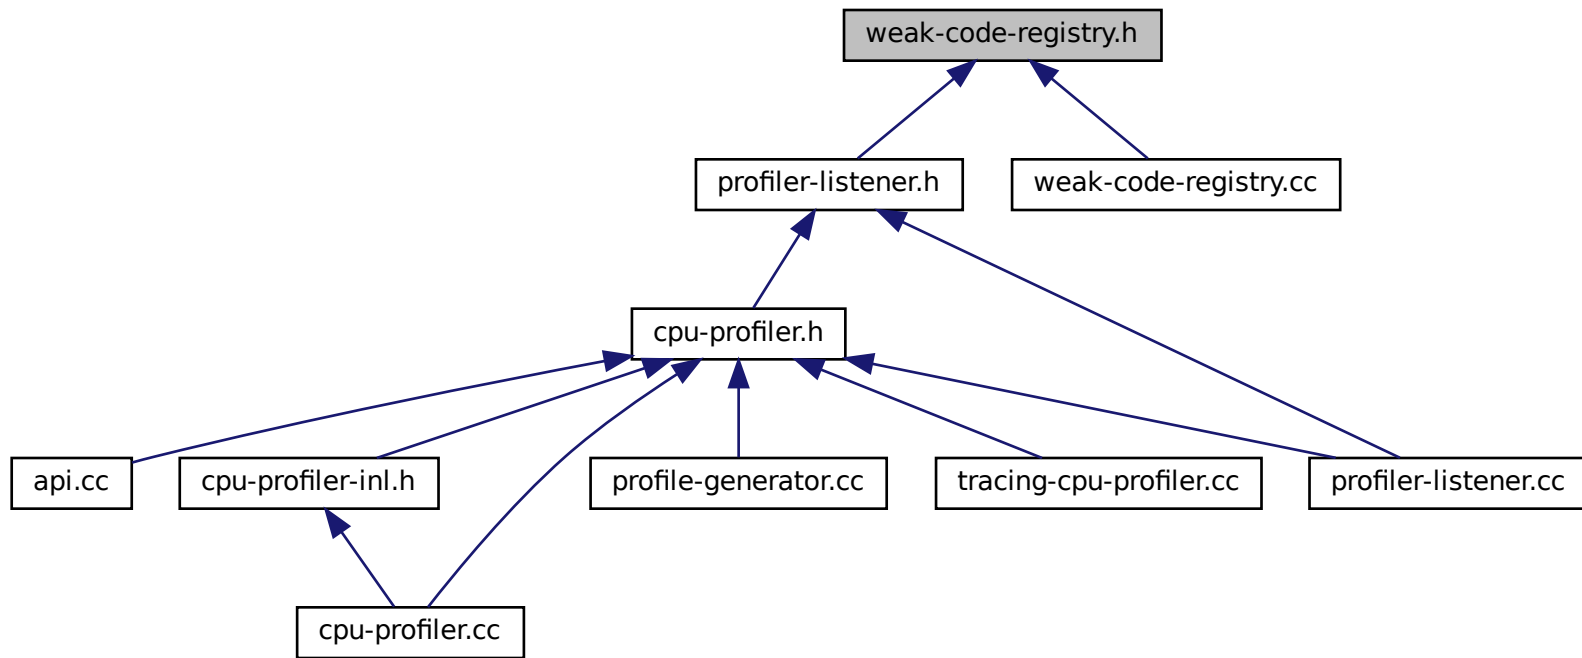 weak-code-registry.h
profiler-listener.h
weak-code-registry.cc
cpu-profiler.h
api.cc
cpu-profiler-inl.h
profile-generator.cc
tracing-cpu-profiler.cc
profiler-listener.cc
cpu-profiler.cc